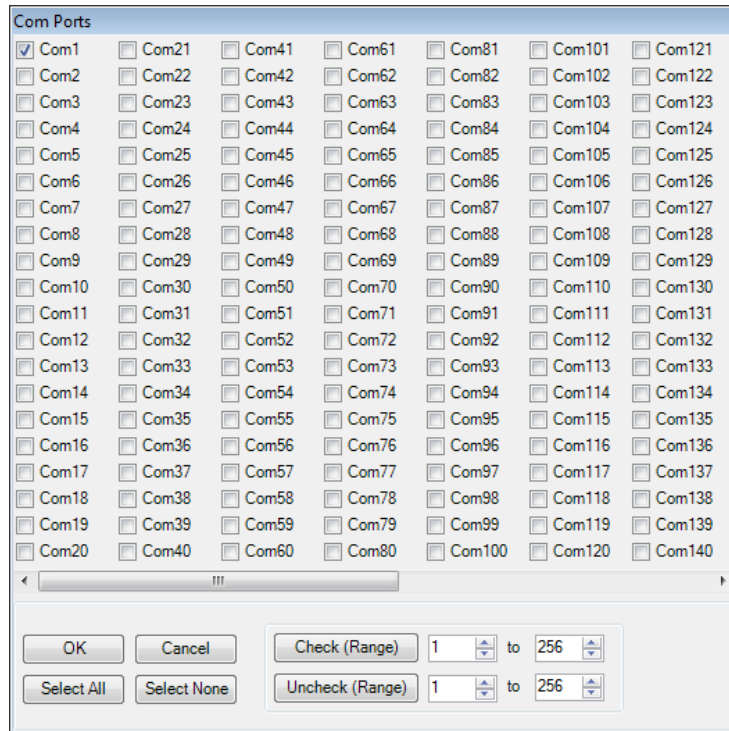 Com Ports
Com1 Com21 Com41 Com61 Com81 Com101 Com121
Com2 Com22 Com42 Com62 Com82 Com102 Com122
Com3 Com23 Com43 Com63 Com83 Com103 Com123
Com4 Com24 Com44 Com64 Com84 Com104 Com124
Com5 Com25 Com45 Com65 Com85 Com105 Com125
Com6 Com26 Com46 Com66 Com86 Com106 Com126
Com7 Com27 Com47 Com67 Com87 Com107 Com127
Com8 Com28 Com48 Com68 Com88 Com108 Com128
Com9 Com29 Com49 Com69 Com89 Com109 Com129
Com10 Com30 Com50 Com70 Com90 Com110 Com130
Com11 Com31 Com51 Com71 Com91 Com111 Com131
Com12 Com32 Com52 Com72 Com92 Com112 Com132
Com13 Com33 Com53 Com73 Com93 Com113 Com133
Com14 Com34 Com54 Com74 Com94 Com114 Com134
Com15 Com35 Com55 Com75 Com95 Com115 Com135
Com16 Com36 Com56 Com76 Com96 Com116 Com136
Com17 Com37 Com57 Com77 Com97 Com117 Com137
Com18 Com38 Com58 Com78 Com98 Com118 Com138
Com19 Com39 Com59 Com79 Com99 Com119 Com139
Com20 Com40 Com60 Com80 Com100 Com120 Com140
OK Cancel Check (Range) 1 to 256
Select All Select None Uncheck (Range) 1 to 256